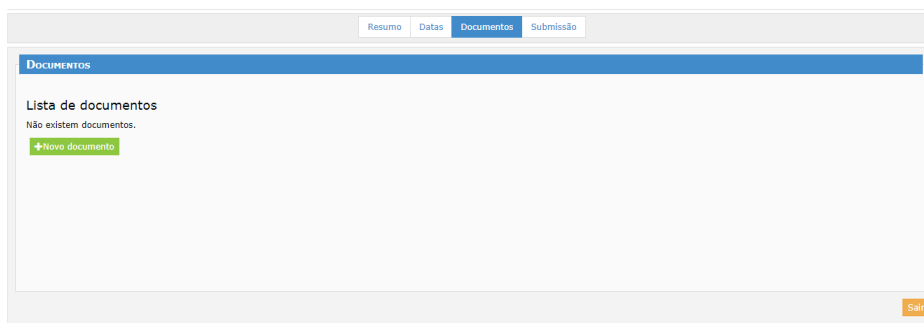 Resumo Datas Documentos Submissão
Documentos
Lista de documentos
Não existem documentos.
+Novo documento
Sair